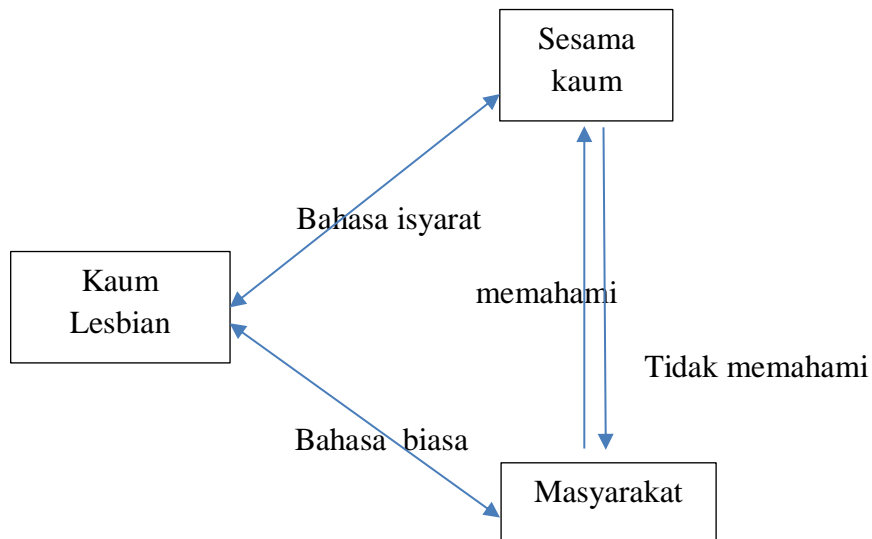 Sesama
kaum
Bahasa isyarat
Kaum
Lesbian
memahami
Tidak memahami
Bahasa biasa
Masyarakat